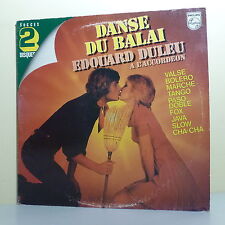 SUCCES
2
DISQUES
DANSE
DU BALAI
EDOUARD DULEU
A L'ACCORDEON
PHILIPS
VALSE
BOLERO
MARCHE
TANGO
PASO
DOBLE
FOX
JAVA
SLOW
CHA-CHA